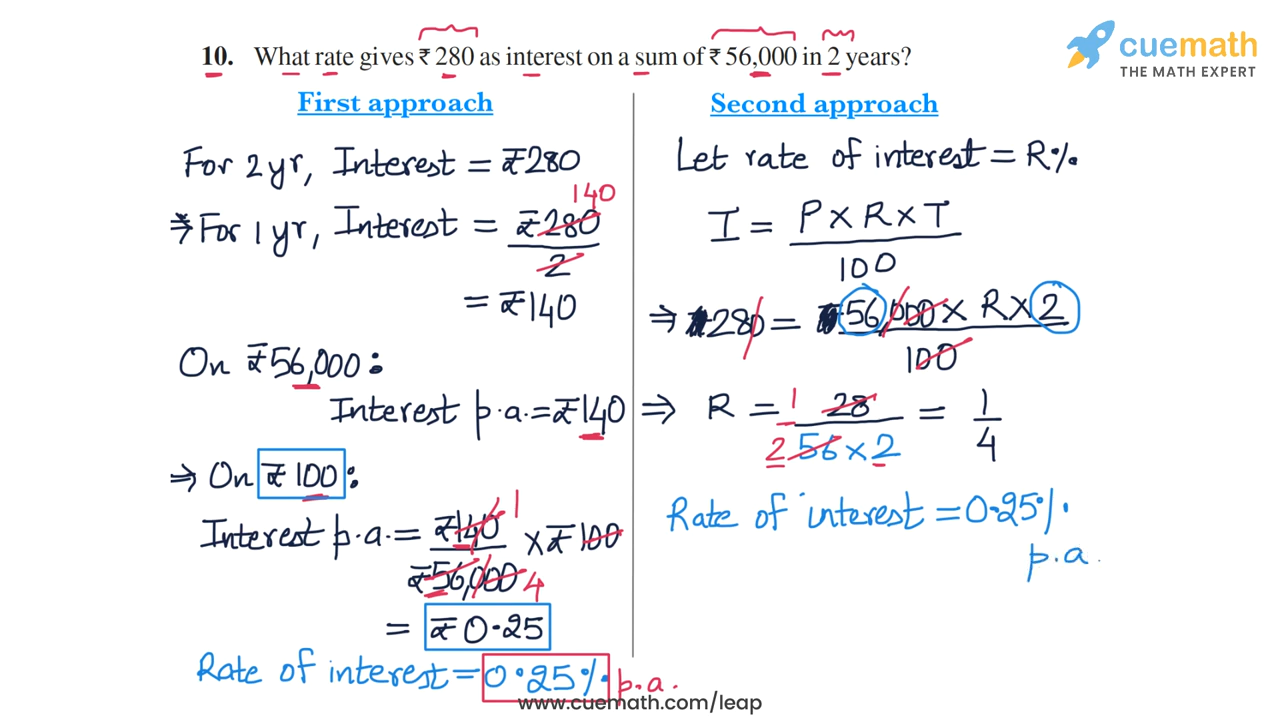 10. What rate gives ₹ 280 as interest on a sum of ₹ 56,000 in 2 years?
cuemath
THE MATH EXPERT
First approach
For 2 yr, Interest = ₹280
⇒ For 1 yr, Interest = ₹280/2 140
= ₹140
On ₹56,000:
Interest p.a. = ₹140
⇒ On ₹100:
Interest p.a. = ₹140/₹56,000 × ₹100 1 4
= ₹0.25
Rate of interest = 0.25% p.a.
Second approach
Let rate of interest = R%
I = P × R × T
100
⇒ ₹280 = ₹56,000 × R × 2
100
⇒ R = 1 28 = 1
2 56 × 2 4
Rate of interest = 0.25%
p.a.
www.cuemath.com/leap